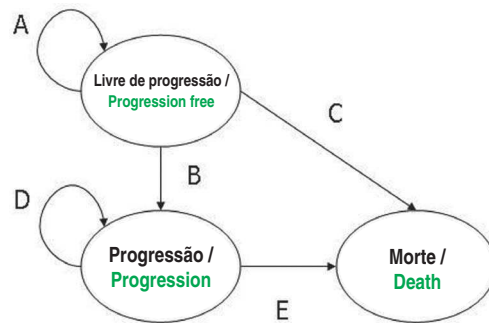 A
Livre de progressão /
Progression free
C
B
D
Progressão /
Progression
Morte /
Death
E